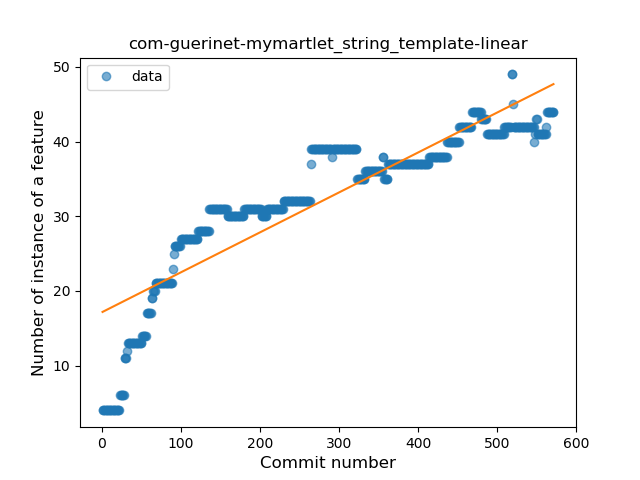 com-guerinet-mymartlet_string_template-linear
data
Number of instance of a feature
50
40
30
20
10
0 100 200 300 400 500 600
Commit number